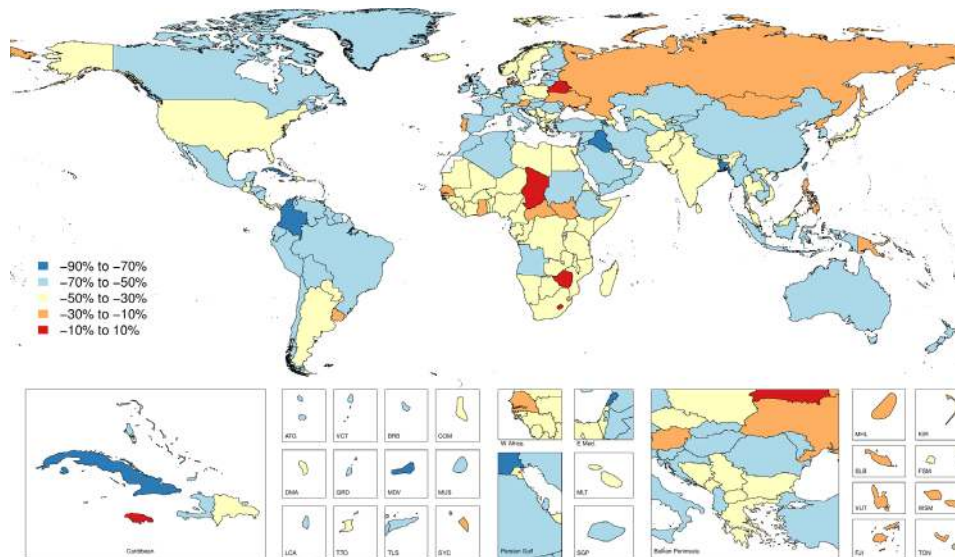 −90% to −70%
−70% to −50%
−50% to −30%
−30% to −10%
−10% to 10%
Caribbean
ATG
VCT
BRB
COM
DMA
GRD
MDV
MUS
LCA
TTO
TLS
SYC
W Africa
E Med.
Persian Gulf
MLT
SGP
Balkan Peninsula
MHL
KIR
SLB
FSM
VUT
WSM
FJI
TON